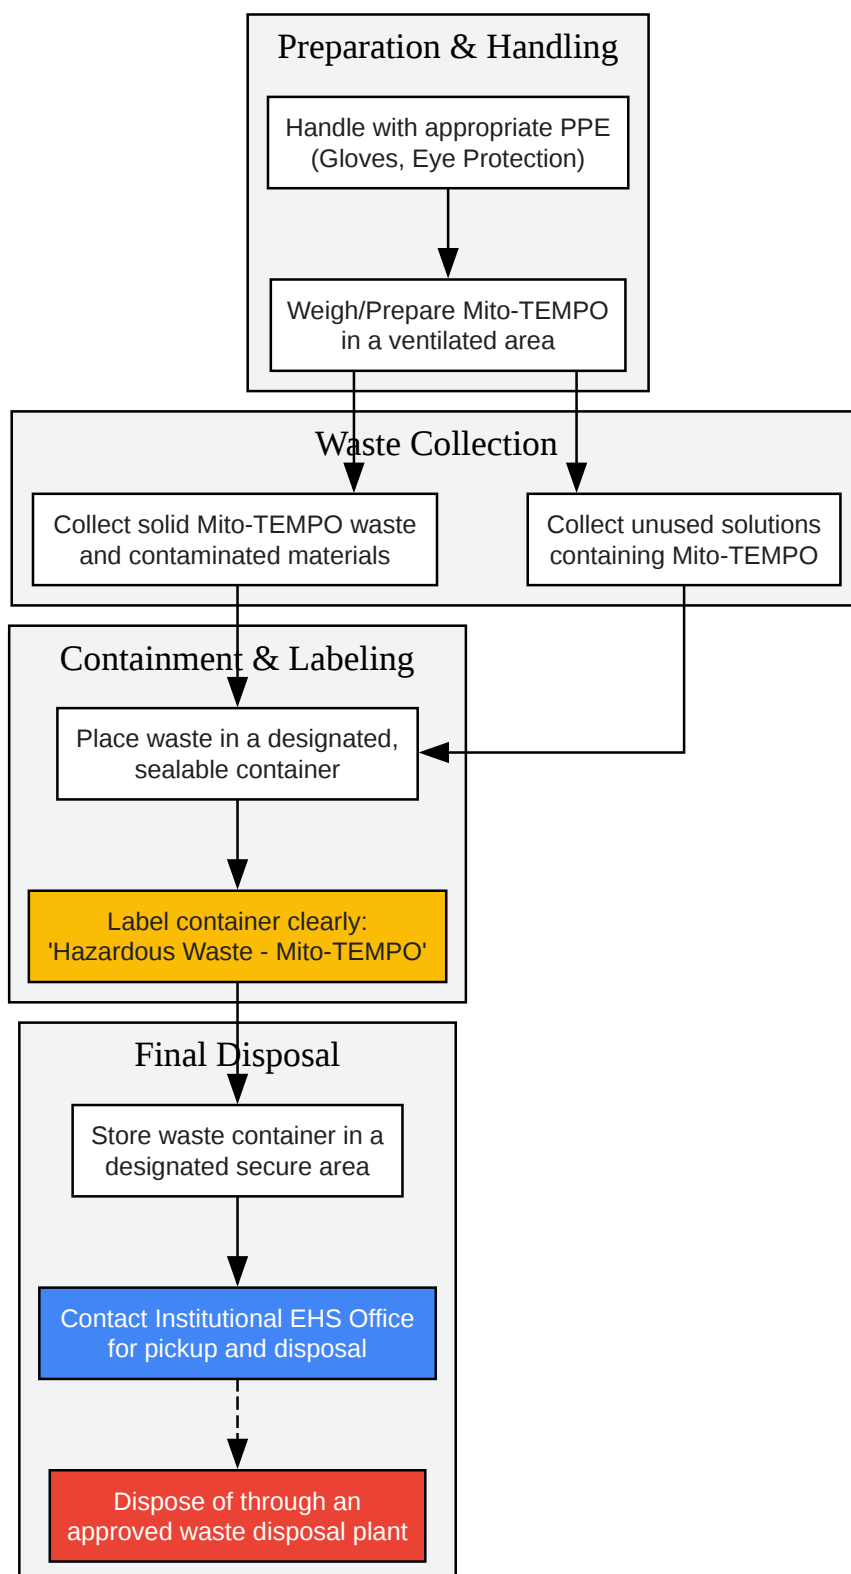 Preparation & Handling
Handle with appropriate PPE
(Gloves, Eye Protection)
Weigh/Prepare Mito-TEMPO
in a ventilated area
Waste Collection
Collect solid Mito-TEMPO waste
and contaminated materials
Collect unused solutions
containing Mito-TEMPO
Containment & Labeling
Place waste in a designated,
sealable container
Label container clearly:
'Hazardous Waste - Mito-TEMPO'
Final Disposal
Store waste container in a
designated secure area
Contact Institutional EHS Office
for pickup and disposal
Dispose of through an
approved waste disposal plant